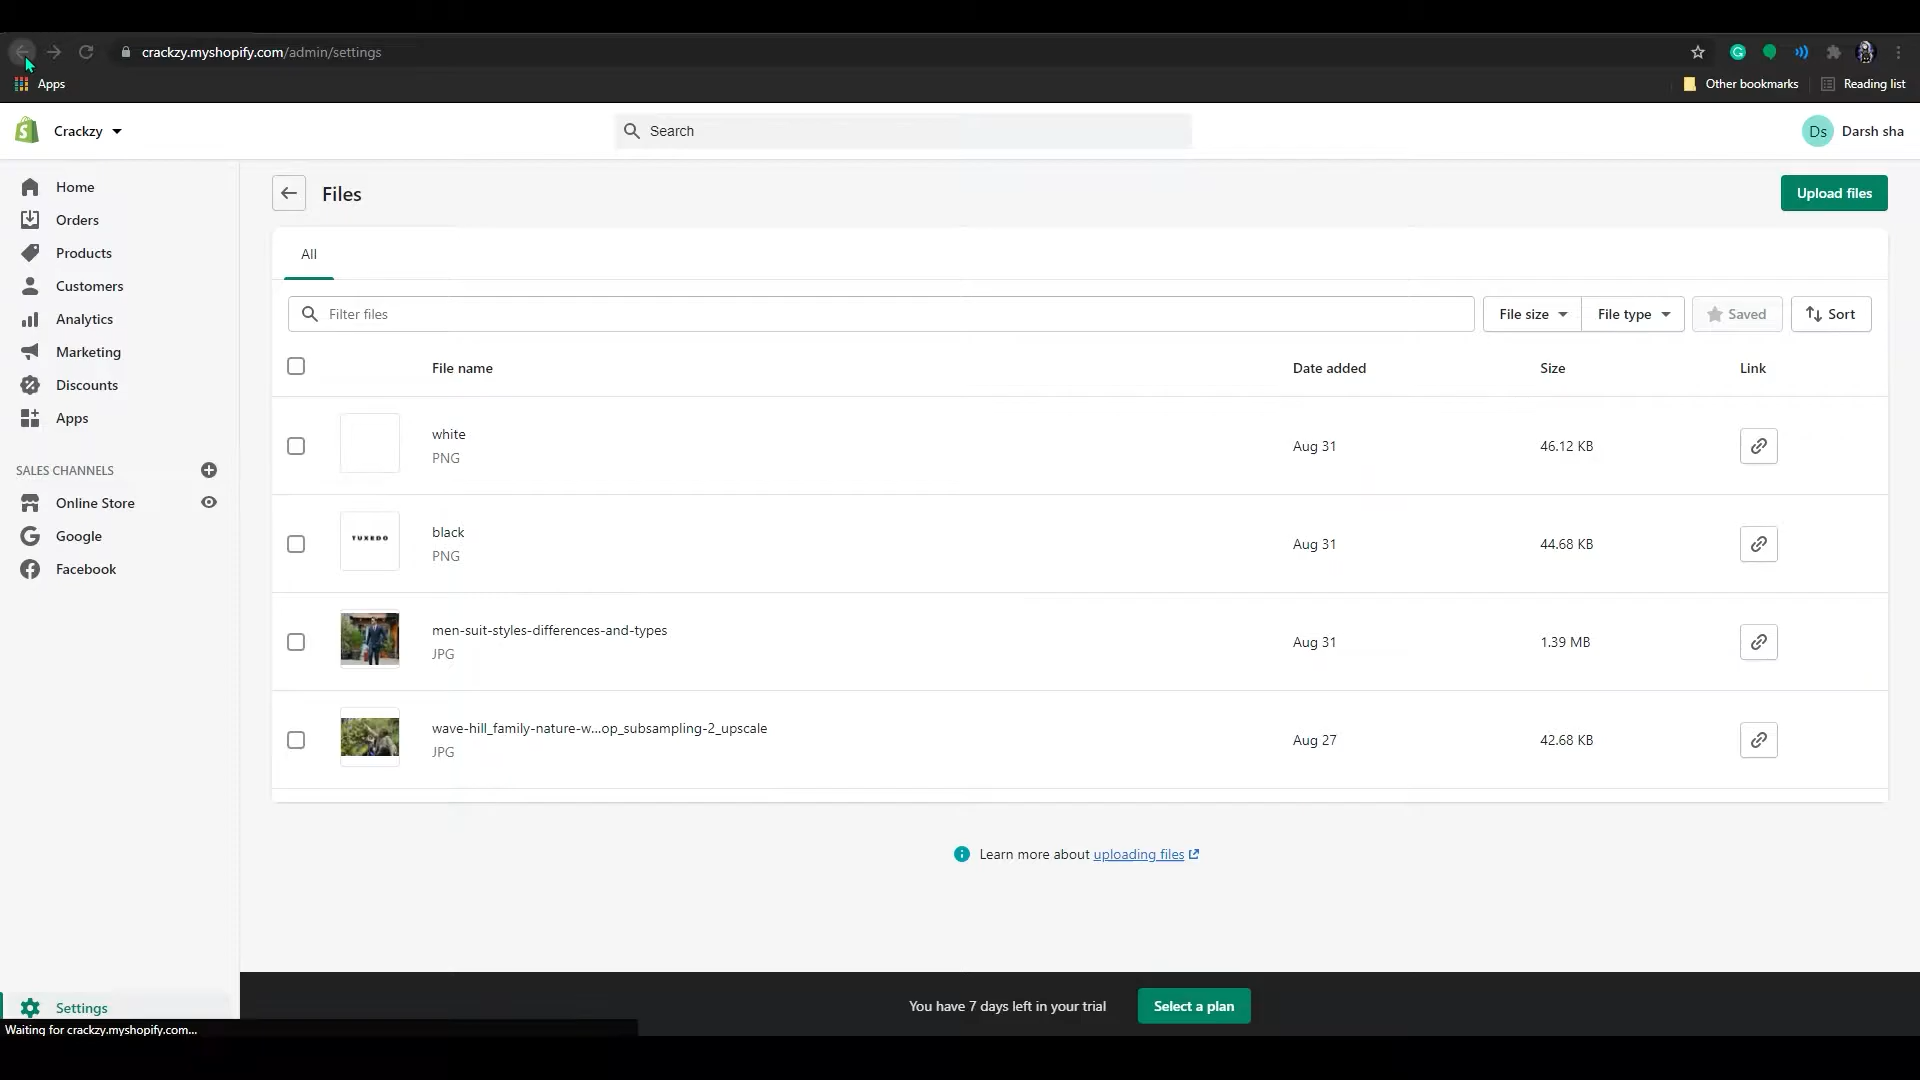 crackzy.myshopify.com/admin/settings
Apps
Other bookmarks
Reading list
Crackzy
Search
Ds
Darsh sha
Home
Orders
Products
Customers
Analytics
Marketing
Discounts
Apps
SALES CHANNELS
Online Store
Google
Facebook
Settings
Waiting for crackzy.myshopify.com...
Files
Upload files
All
Filter files
File size
File type
Saved
Sort
File name
Date added
Size
Link
white
PNG
Aug 31
46.12 KB
TUXEDO
black
PNG
Aug 31
44.68 KB
men-suit-styles-differences-and-types
JPG
Aug 31
1.39 MB
wave-hill_family-nature-w...op_subsampling-2_upscale
JPG
Aug 27
42.68 KB
Learn more about uploading files
You have 7 days left in your trial
Select a plan